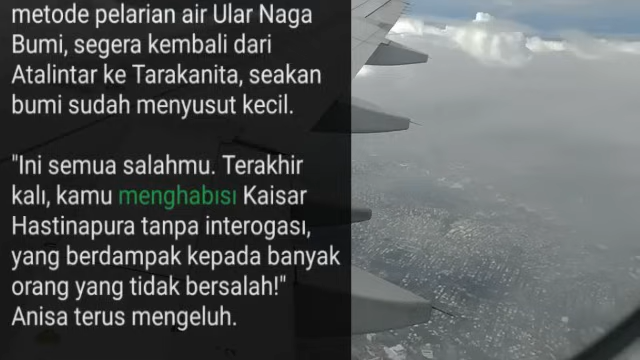 metode pelarian air Ular Naga
Bumi, segera kembali dari
Atalintar ke Tarakanita, seakan
bumi sudah menyusut kecil.
"Ini semua salahmu. Terakhir
kali, kamu menghabisi Kaisar
Hastinapura tanpa interogasi,
yang berdampak kepada banyak
orang yang tidak bersalah!"
Anisa terus mengeluh.